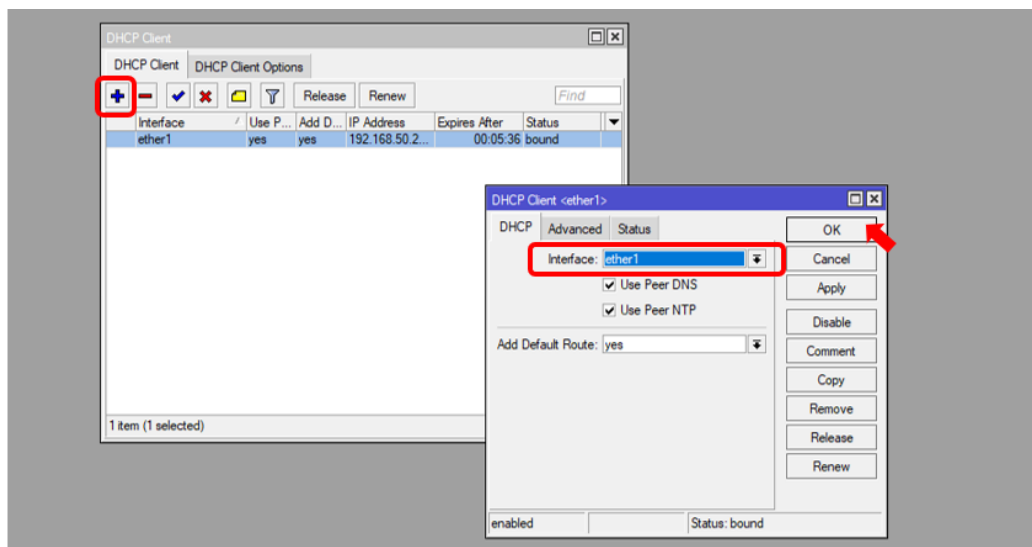 DHCP Client
DHCP Client DHCP Client Options
Release Renew Find
Interface Use P... Add D... IP Address Expires After Status
ether1 yes yes 192.168.50.2... 00:05:36 bound
1 item (1 selected)
DHCP Client <ether1>
DHCP Advanced Status
Interface: ether1
Use Peer DNS
Use Peer NTP
Add Default Route: yes
OK
Cancel
Apply
Disable
Comment
Copy
Remove
Release
Renew
enabled Status: bound